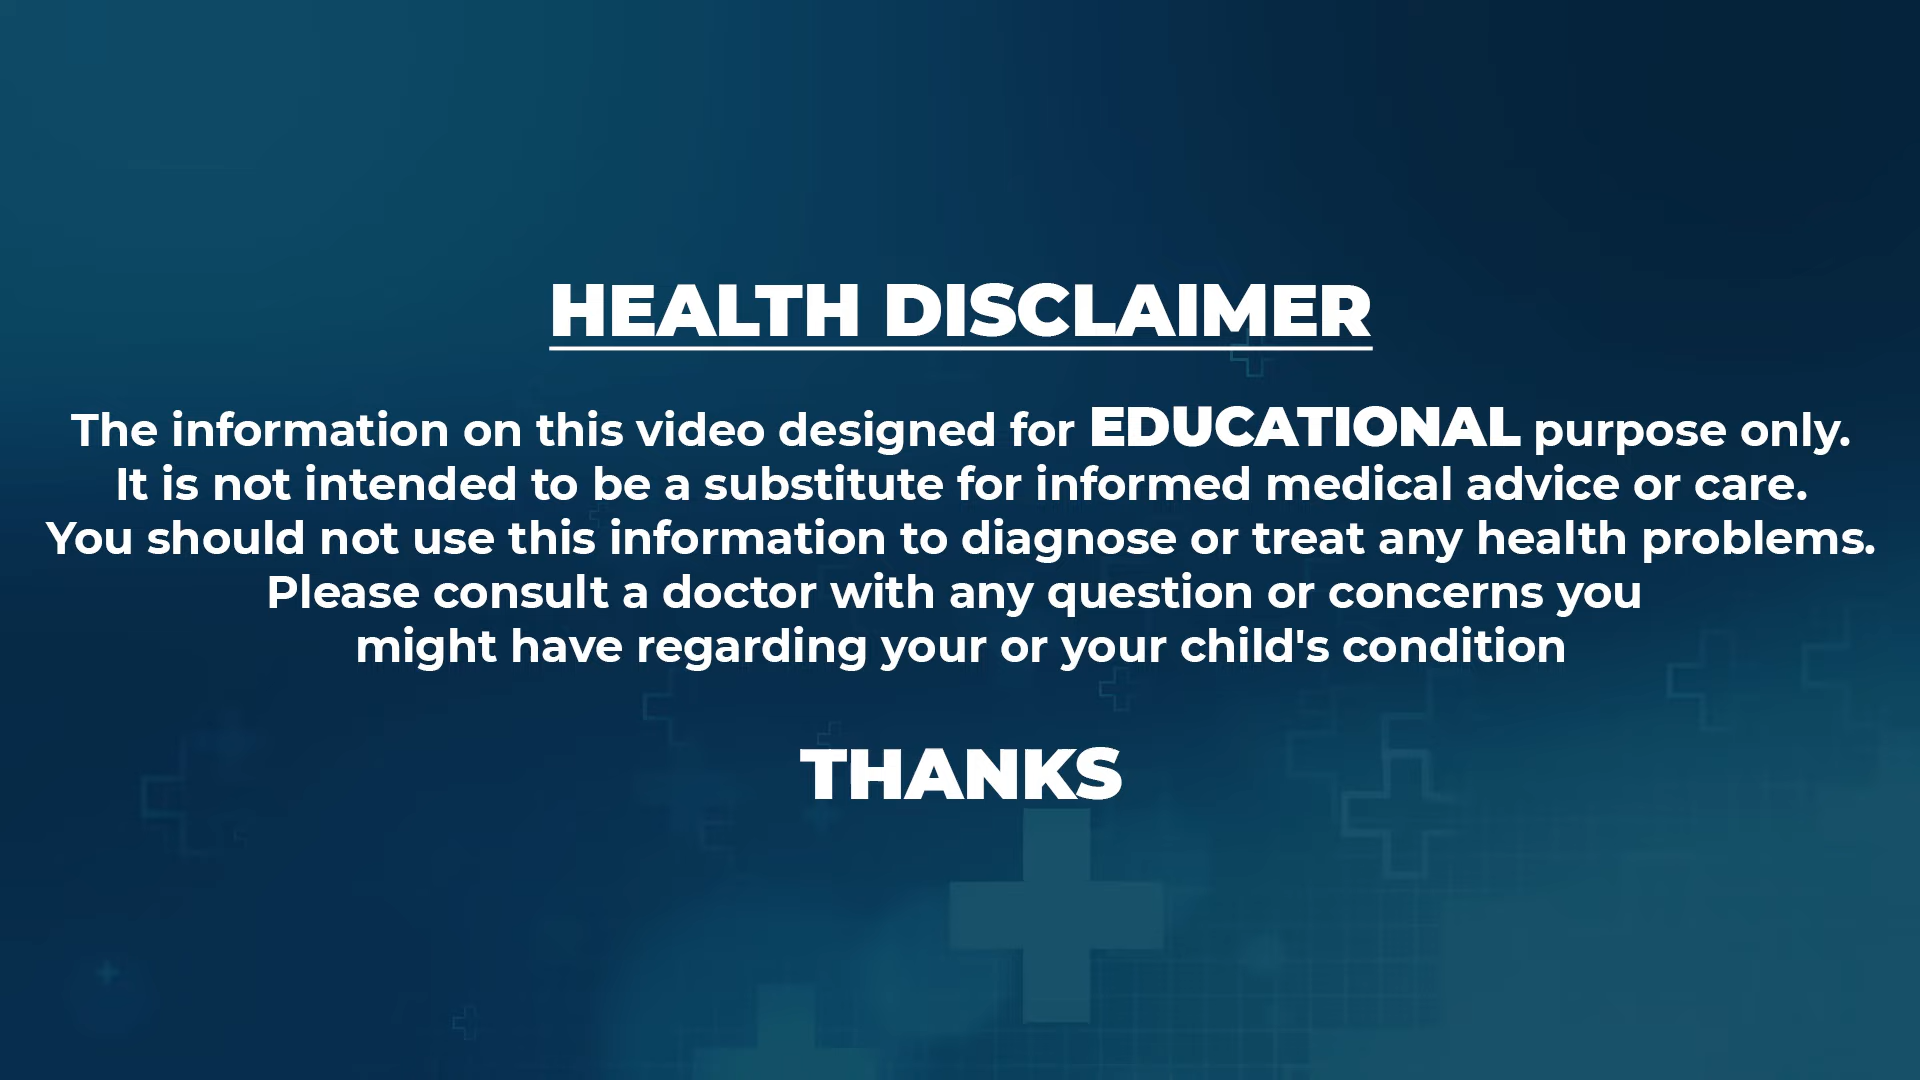 HEALTH DISCLAIMER
The information on this video designed for EDUCATIONAL purpose only.
It is not intended to be a substitute for informed medical advice or care.
You should not use this information to diagnose or treat any health problems.
Please consult a doctor with any question or concerns you
might have regarding your or your child's condition
THANKS